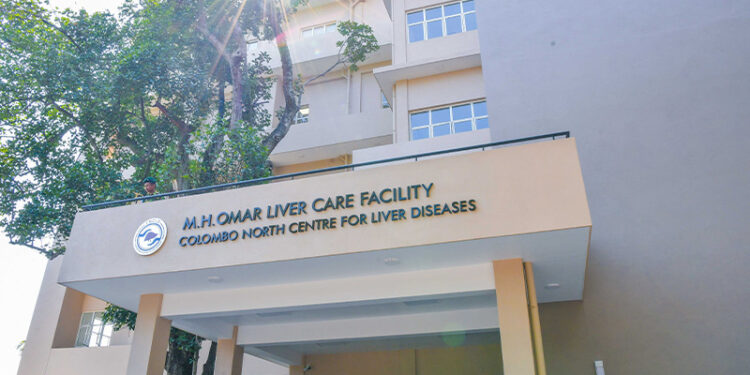 M.H. OMAR LIVER CARE FACILITY
COLOMBO NORTH CENTRE FOR LIVER DISEASES